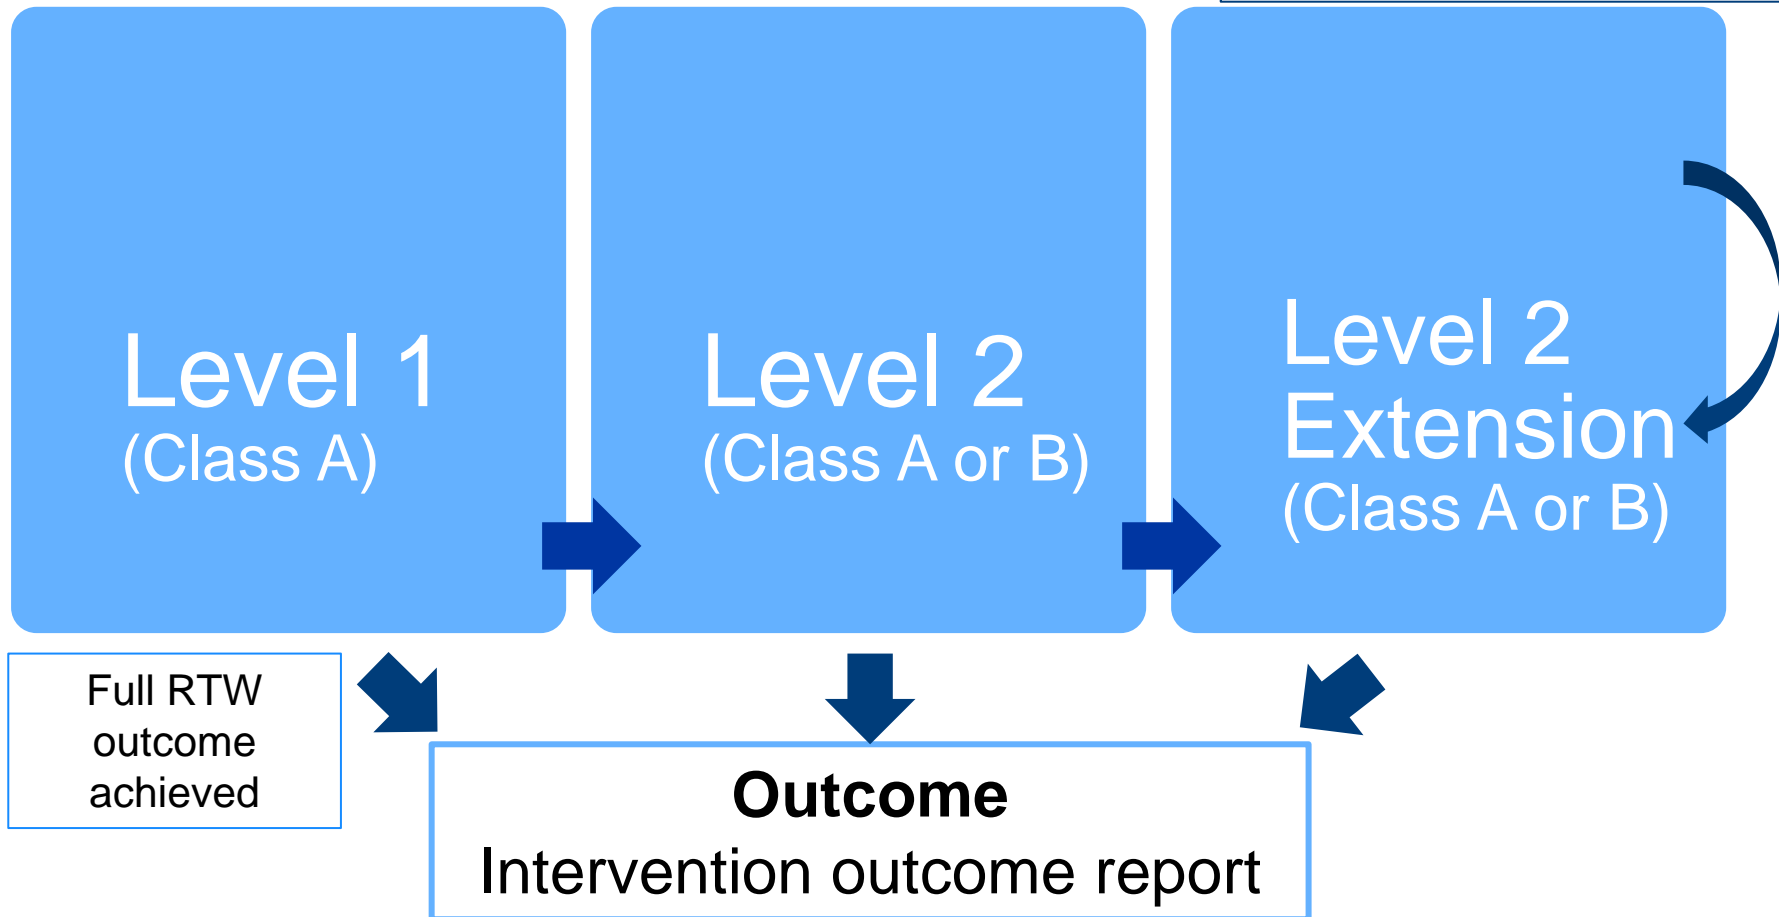 Level 1
(Class A)
Level 2
(Class A or B)
Level 2
Extension
(Class A or B)
Full RTW
outcome
achieved
Outcome
Intervention outcome report